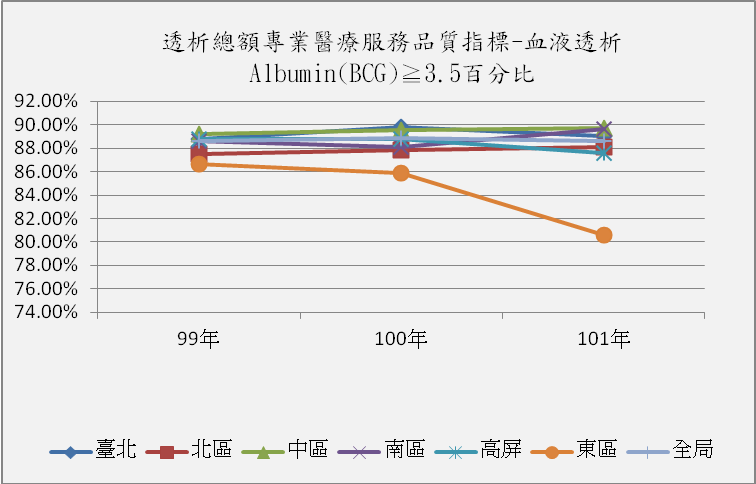 透析總額專業醫療服務品質指標-血液透析
Albumin(BCG)≧3.5百分比
92.00%
90.00%
88.00%
86.00%
84.00%
82.00%
80.00%
78.00%
76.00%
74.00%
99年 100年 101年
臺北 北區 中區 南區 高屏 東區 全局